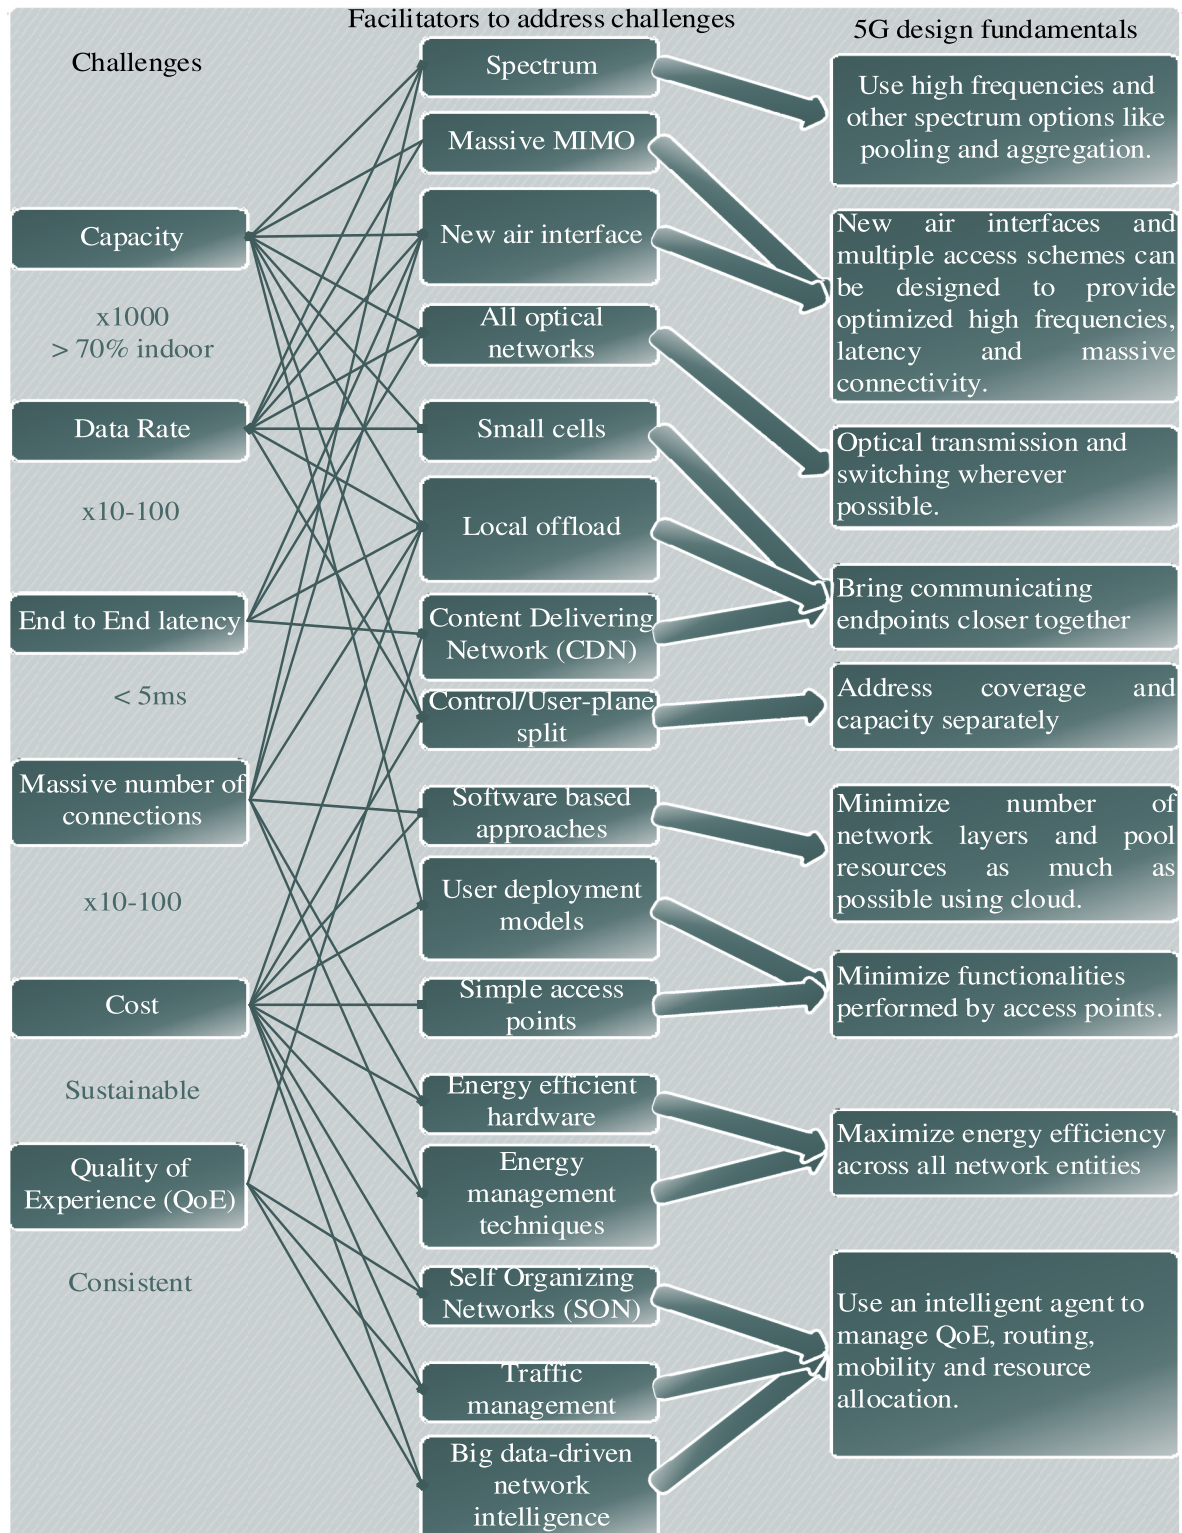 Challenges
Capacity
x1000
> 70% indoor
Data Rate
x10-100
End to End latency
< 5ms
Massive number of
connections
x10-100
Cost
Sustainable
Quality of
Experience (QoE)
Consistent
Facilitators to address challenges
Spectrum
Massive MIMO
New air interface
All optical
networks
Small cells
Local offload
Content Delivering
Network (CDN)
Control/User-plane
split
Software based
approaches
User deployment
models
Simple access
points
Energy efficient
hardware
Energy
management
techniques
Self Organizing
Networks (SON)
Traffic
management
Big data-driven
network
intelligence
5G design fundamentals
Use high frequencies and
other spectrum options like
pooling and aggregation.
New air interfaces and
multiple access schemes can
be designed to provide
optimized high frequencies,
latency and massive
connectivity.
Optical transmission and
switching wherever
possible.
Bring communicating
endpoints closer together
Address coverage and
capacity separately
Minimize number of
network layers and pool
resources as much as
possible using cloud.
Minimize functionalities
performed by access points.
Maximize energy efficiency
across all network entities
Use an intelligent agent to
manage QoE, routing,
mobility and resource
allocation.